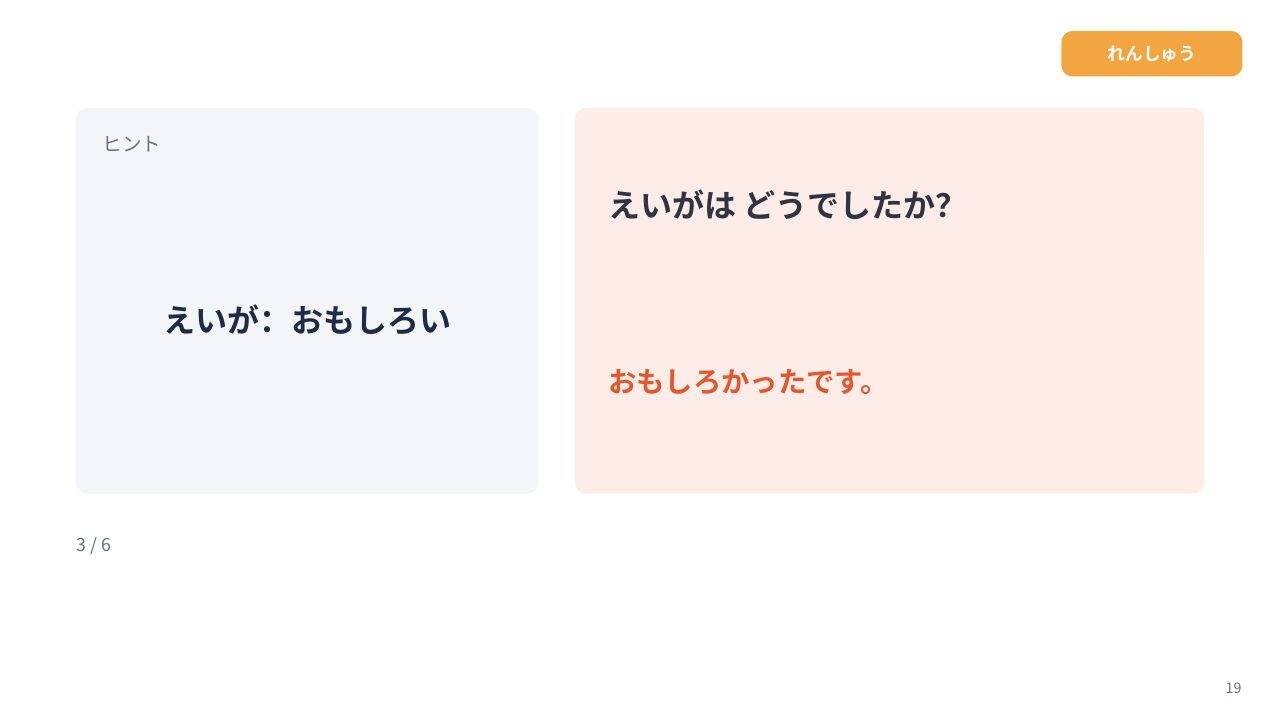 れんしゅう
ヒント
えいが：おもしろい
えいがは どうでしたか?
おもしろかったです。
3 / 6
19